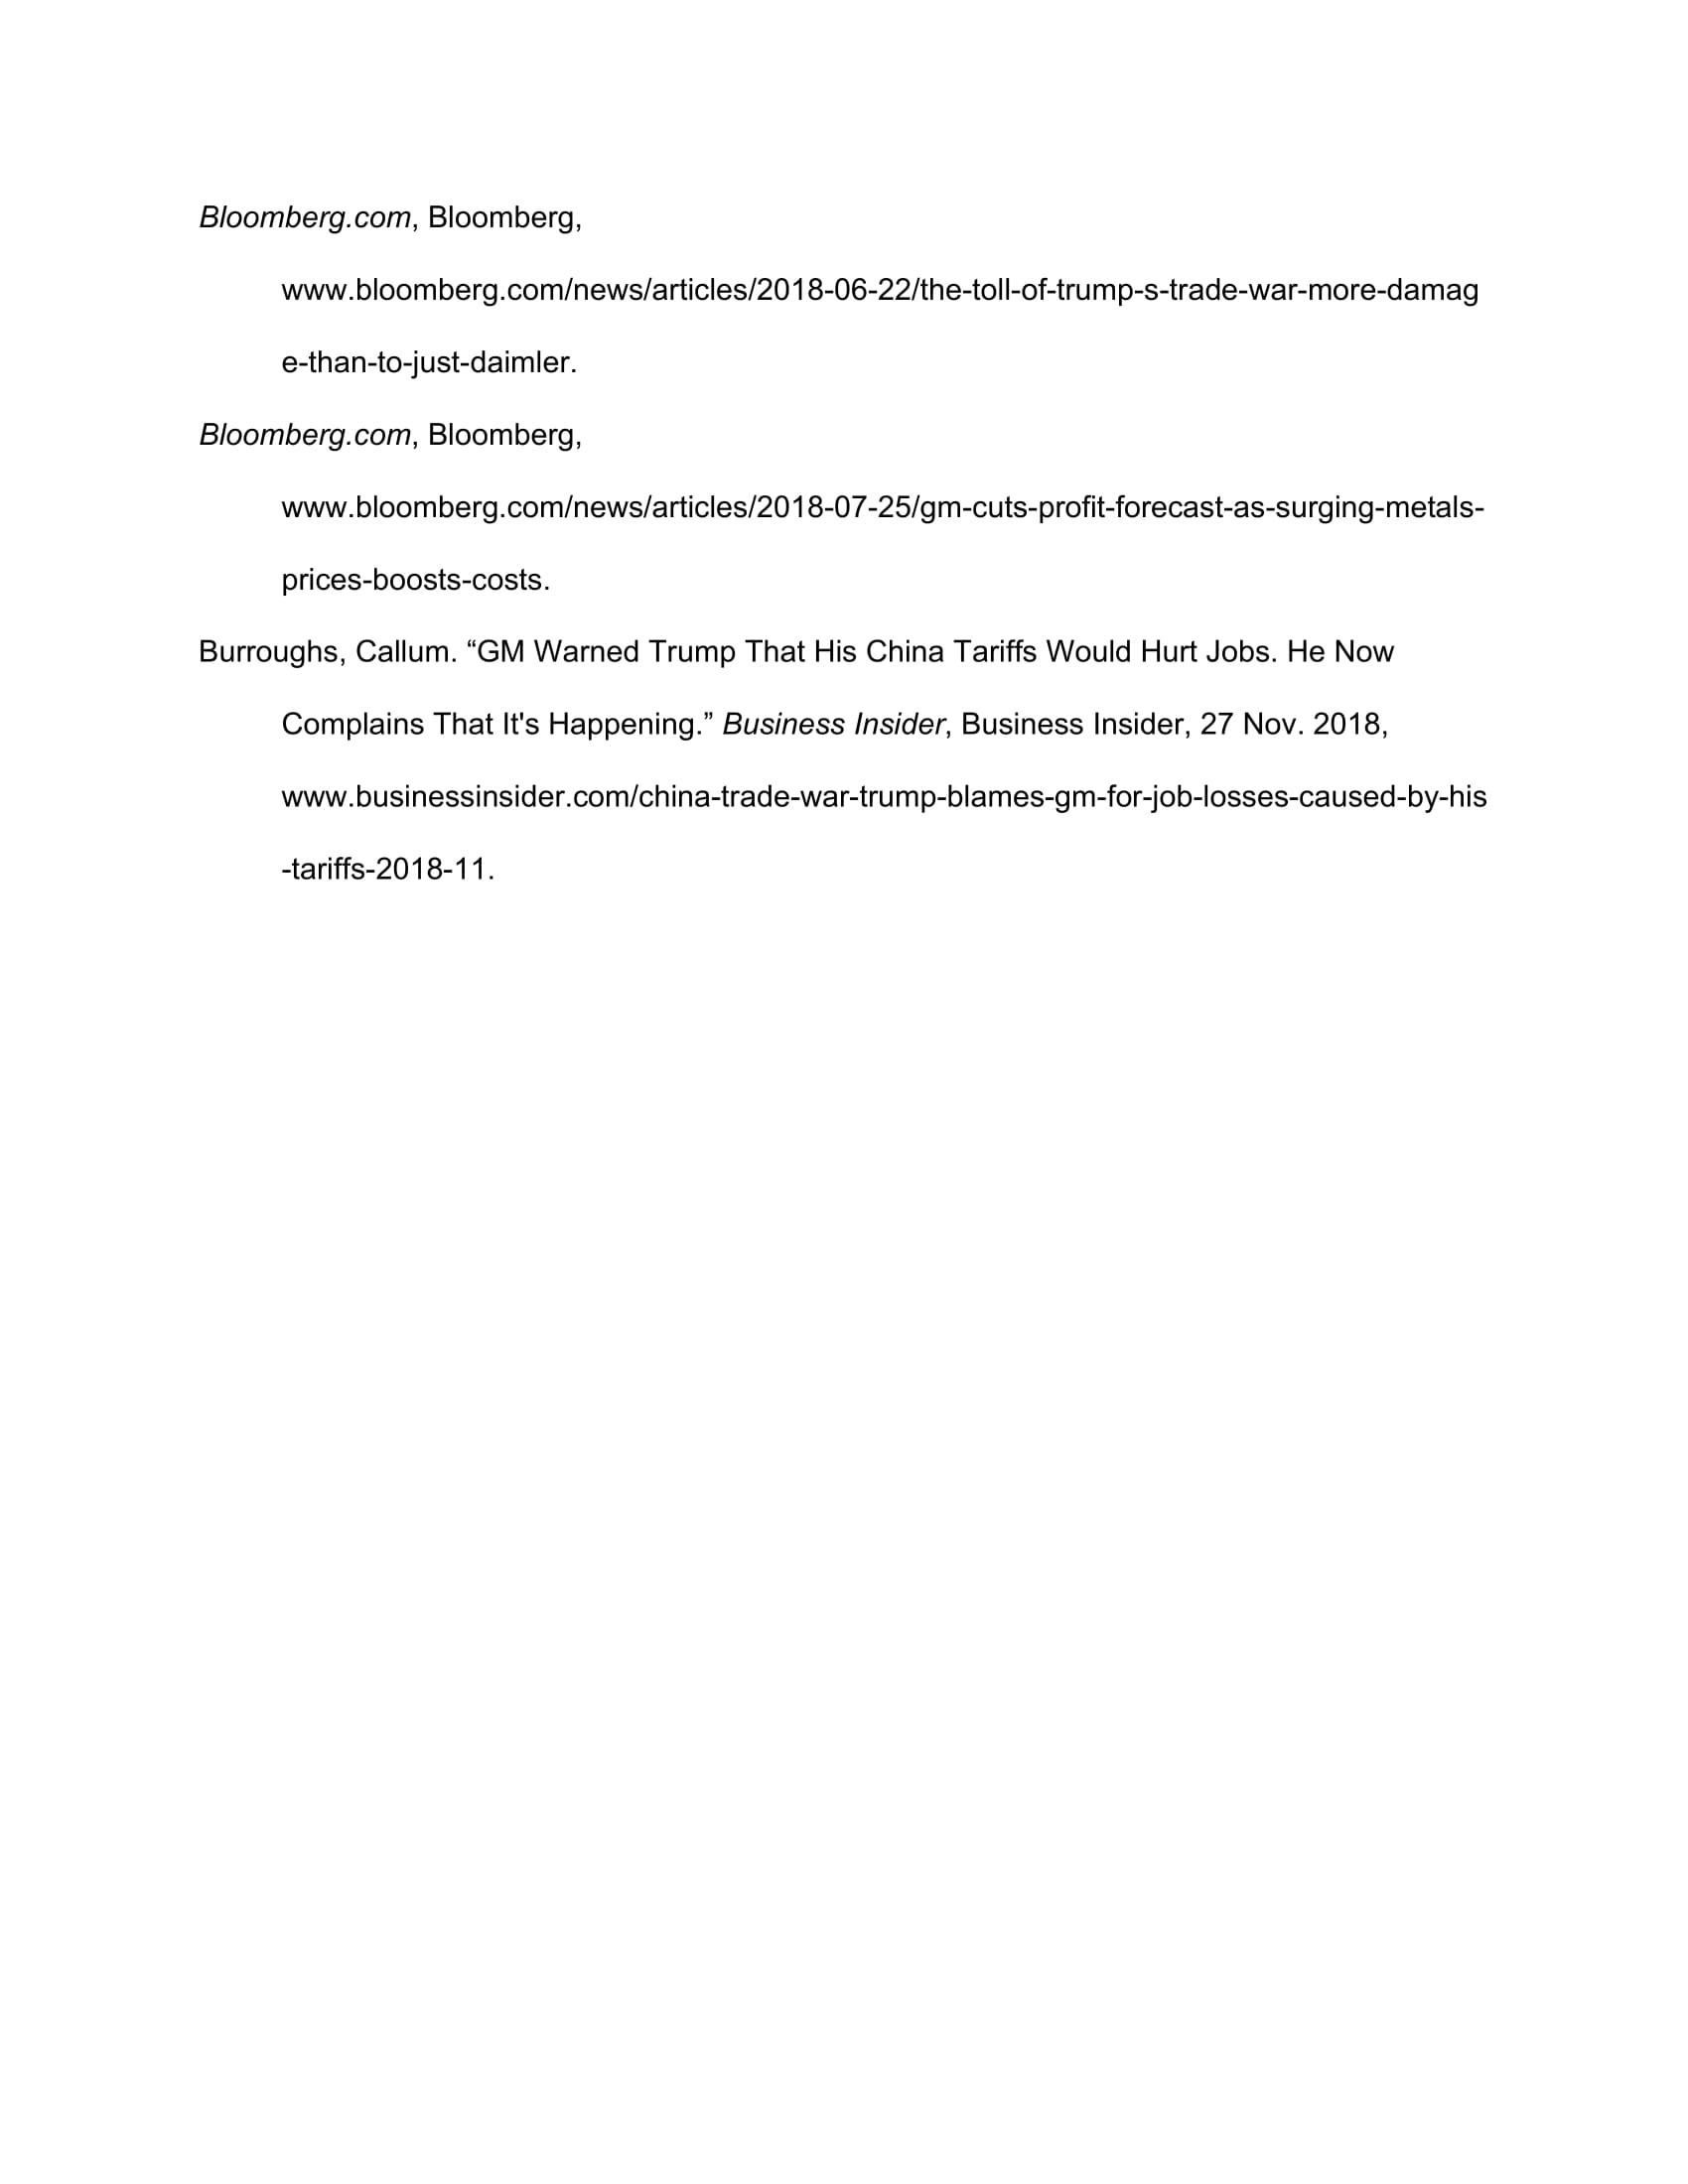 Bloomberg.com, Bloomberg,
www.bloomberg.com/news/articles/2018-06-22/the-toll-of-trump-s-trade-war-more-damag
e-than-to-just-daimler.
Bloomberg.com, Bloomberg,
www.bloomberg.com/news/articles/2018-07-25/gm-cuts-profit-forecast-as-surging-metals-
prices-boosts-costs.
Burroughs, Callum. “GM Warned Trump That His China Tariffs Would Hurt Jobs. He Now
Complains That It's Happening.” Business Insider, Business Insider, 27 Nov. 2018,
www.businessinsider.com/china-trade-war-trump-blames-gm-for-job-losses-caused-by-his
-tariffs-2018-11.